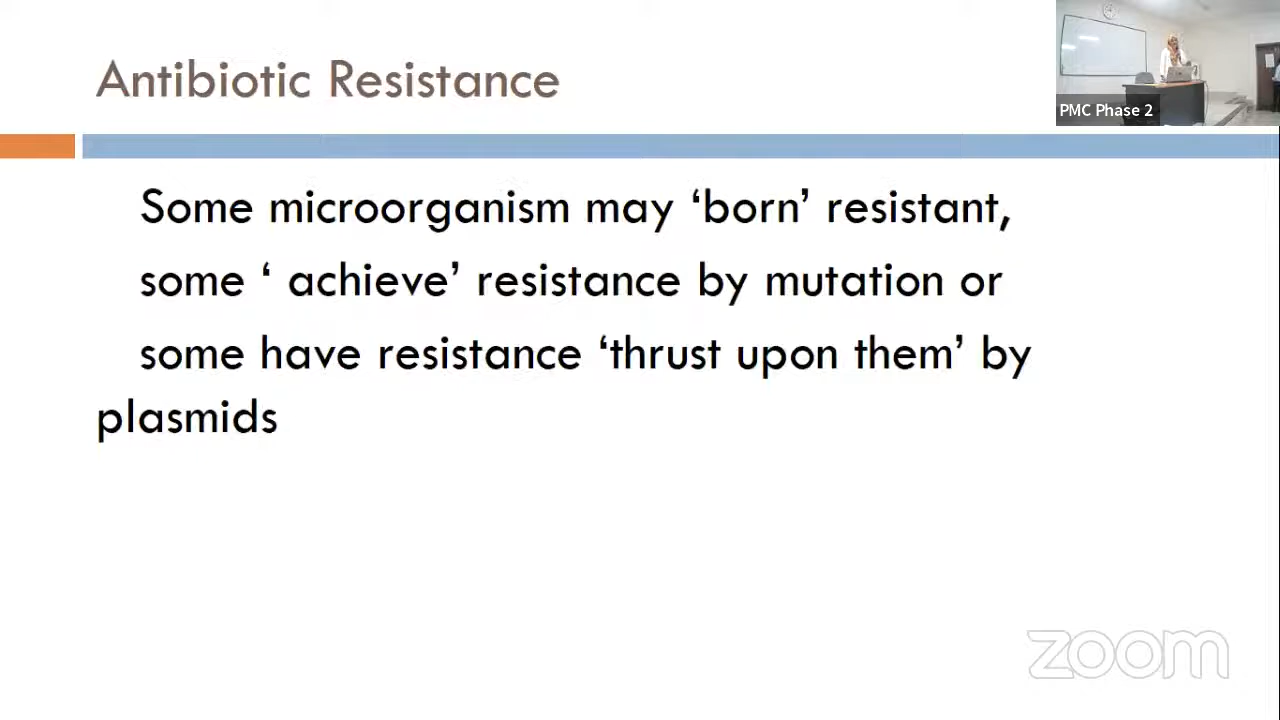 Antibiotic Resistance
PMC Phase 2
Some microorganism may ‘born’ resistant,
some ‘ achieve’ resistance by mutation or
some have resistance ‘thrust upon them’ by
plasmids
zoom